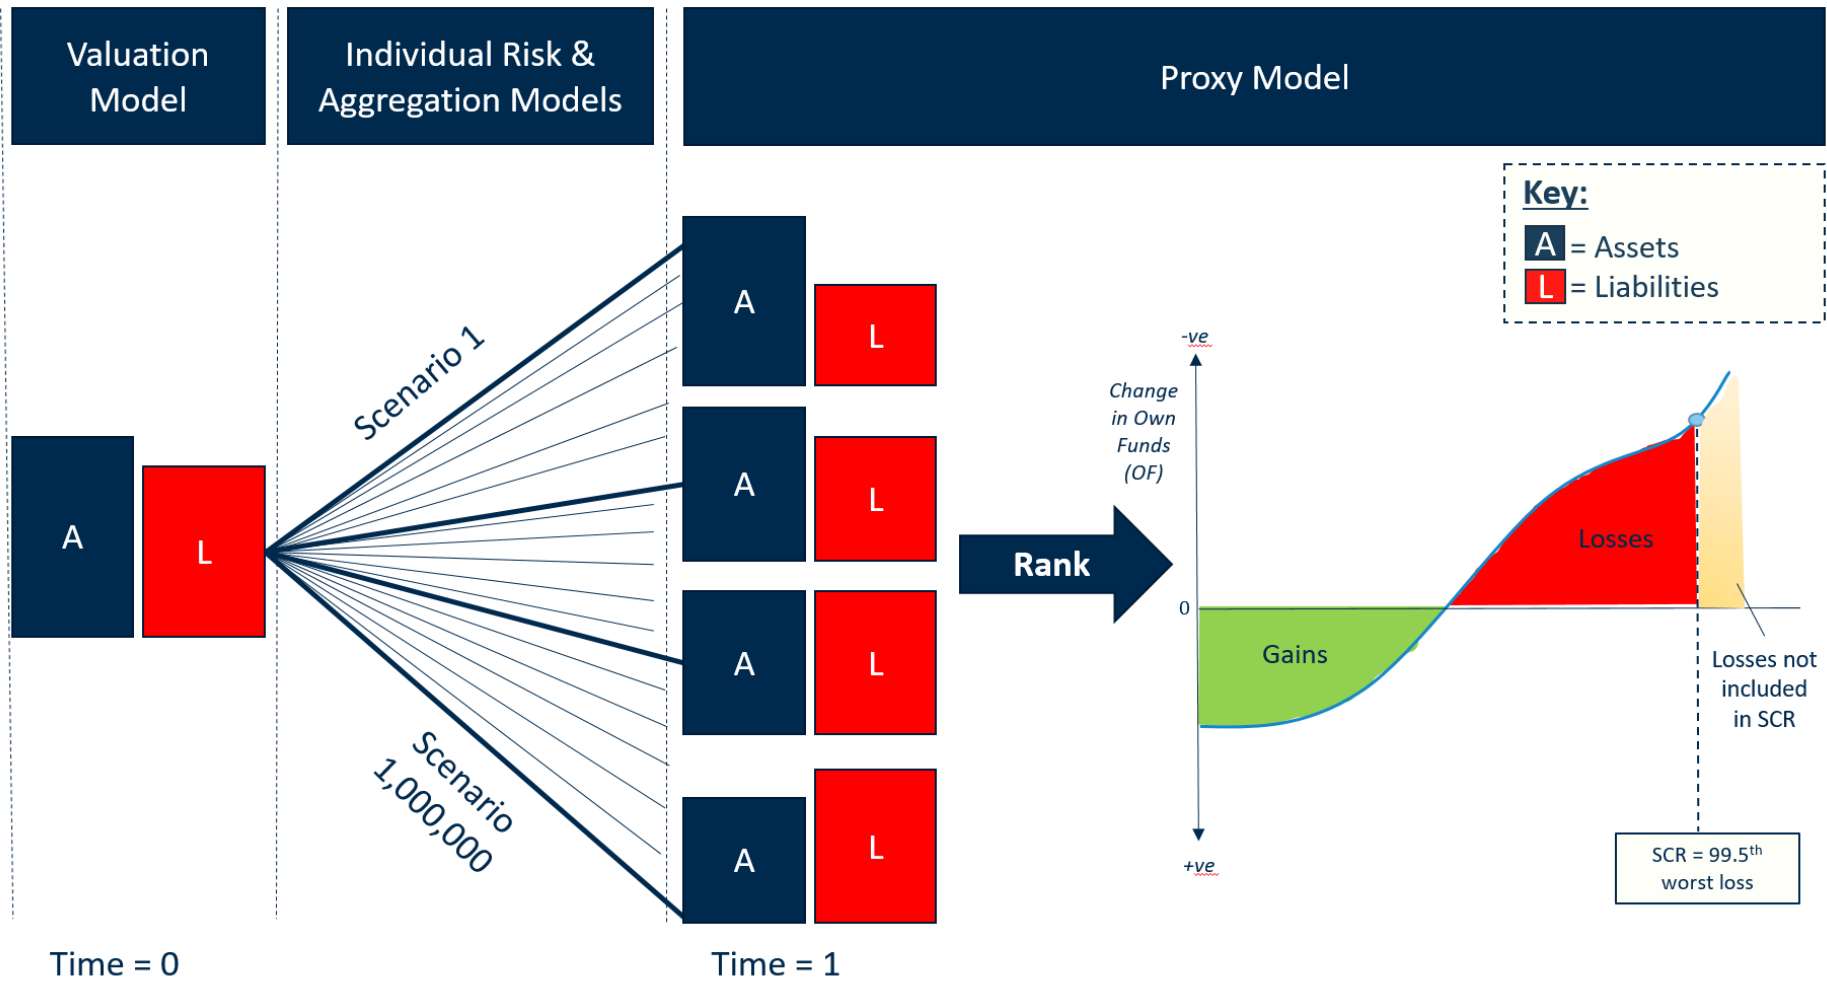 Valuation
Model
Individual Risk &
Aggregation Models
Proxy Model
Key:
A = Assets
L = Liabilities
A
L
Scenario 1
Scenario
1,000,000
A
L
A
L
A
L
A
L
Rank
-ve
Change
in Own
Funds
(OF)
0
+ve
Gains
Losses
Losses not
included
in SCR
SCR = 99.5th
worst loss
Time = 0
Time = 1